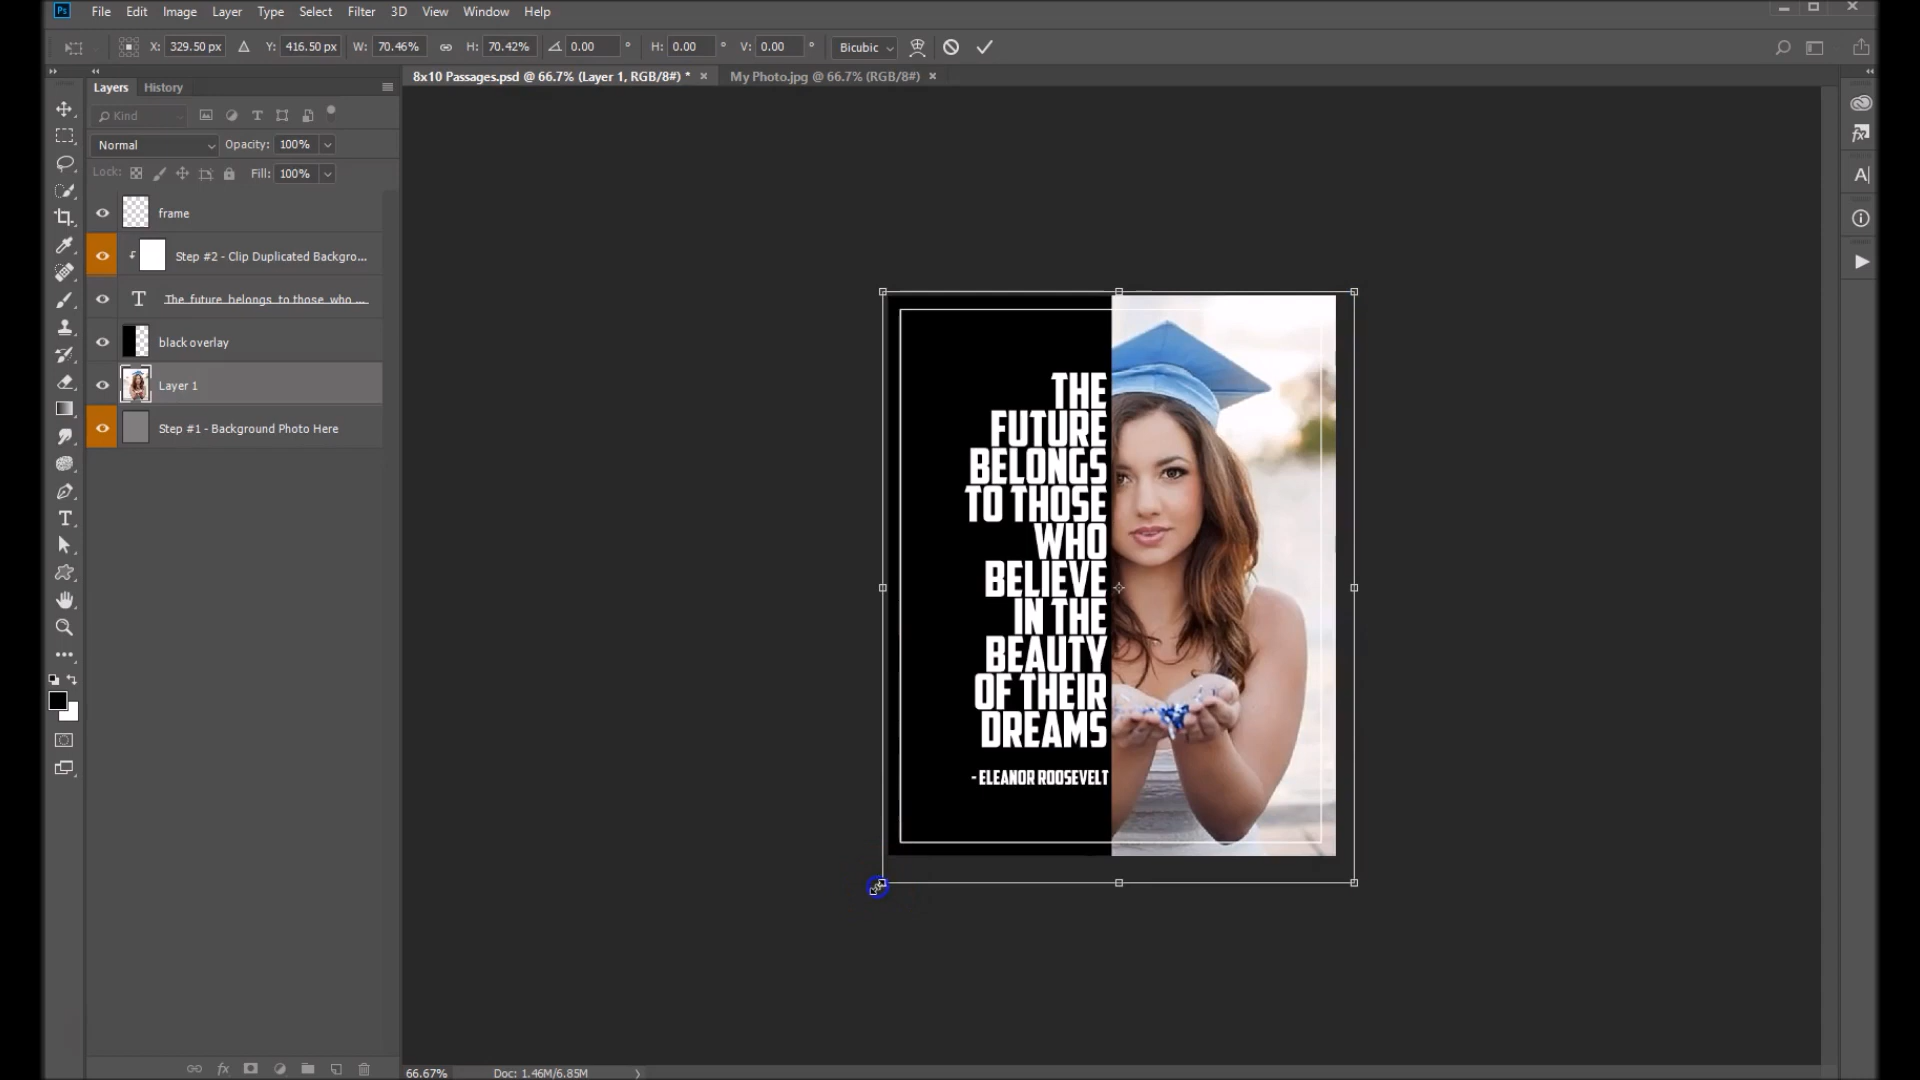 Ps File Edit Image Layer Type Select Filter 3D View Window Help
X: 329.50 px Y: 416.50 px W: 70.46% H: 70.42% 0.00 ° H: 0.00 ° V: 0.00 ° Bicubic
8x10 Passages.psd @ 66.7% (Layer 1, RGB/8#) * × My Photo.jpg @ 66.7% (RGB/8#) ×
Layers History
Kind
Normal Opacity: 100%
Lock: Fill: 100%
frame
Step #2 - Clip Duplicated Backgro...
The future belongs to those who ...
black overlay
Layer 1
Step #1 - Background Photo Here
THE
FUTURE
BELONGS
TO THOSE
WHO
BELIEVE
IN THE
BEAUTY
OF THEIR
DREAMS
- ELEANOR ROOSEVELT
66.67% Doc: 1.46M/6.85M